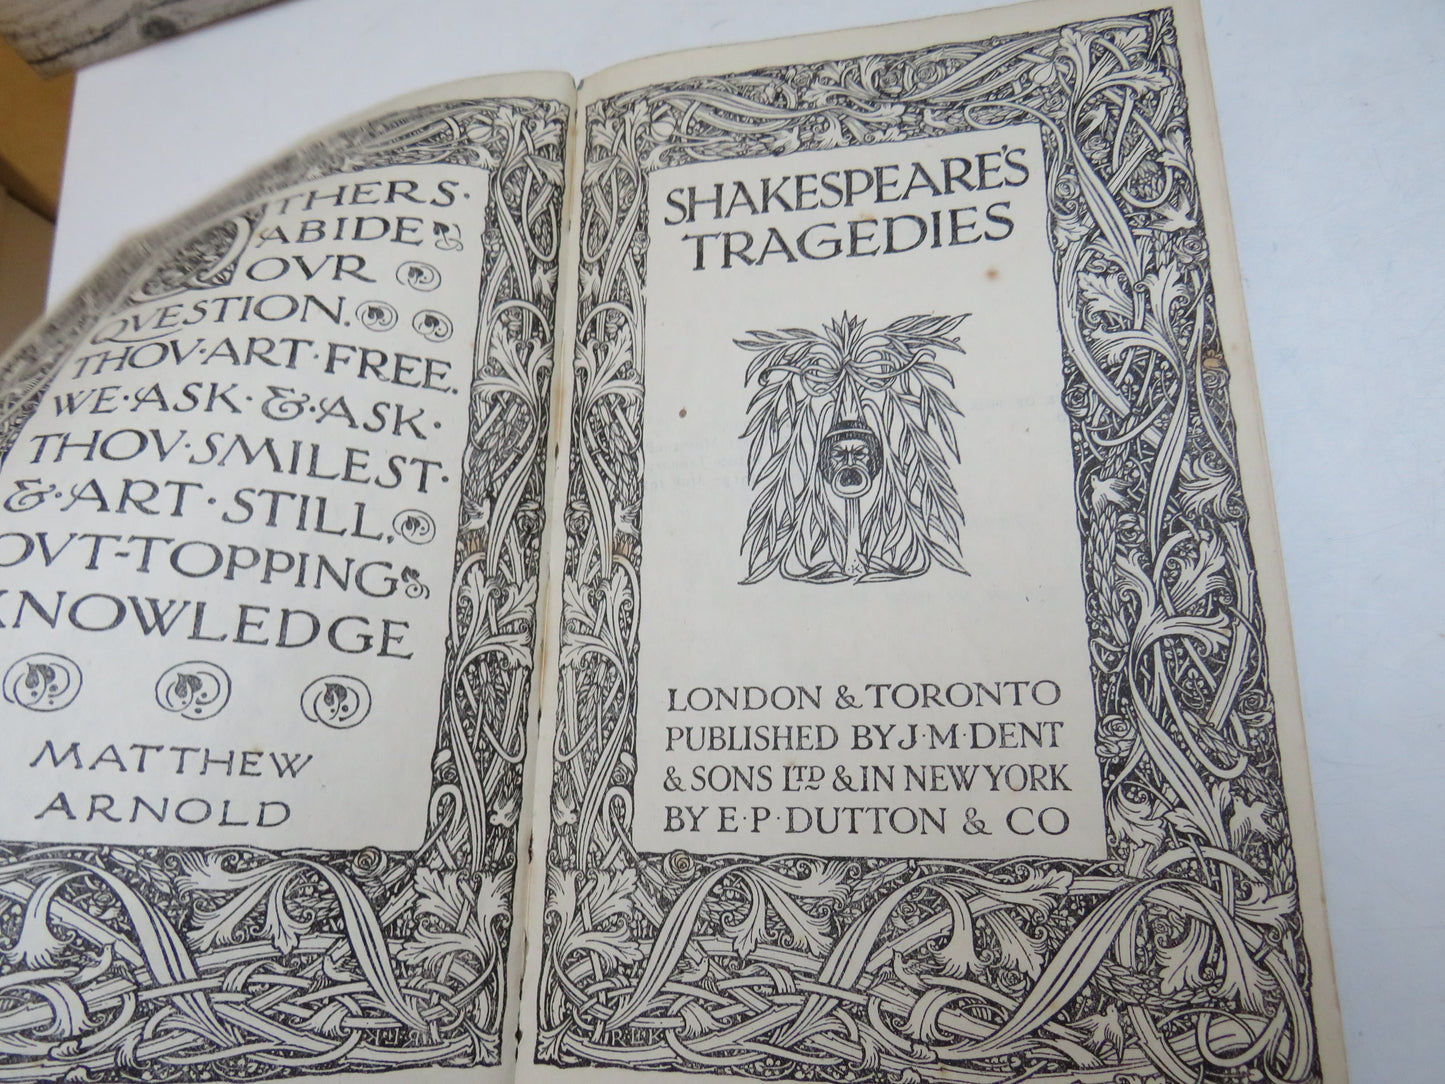 OTHERS·
ABIDE
OVR
QVESTION.
THOV·ART·FREE.
WE·ASK·&·ASK·
THOV·SMILEST·
&·ART·STILL,
OVT-TOPPING
KNOWLEDGE
MATTHEW
ARNOLD
SHAKESPEARE'S
TRAGEDIES
LONDON & TORONTO
PUBLISHED BY J·M·DENT
& SONS LTD & IN NEW YORK
BY E·P·DUTTON & CO